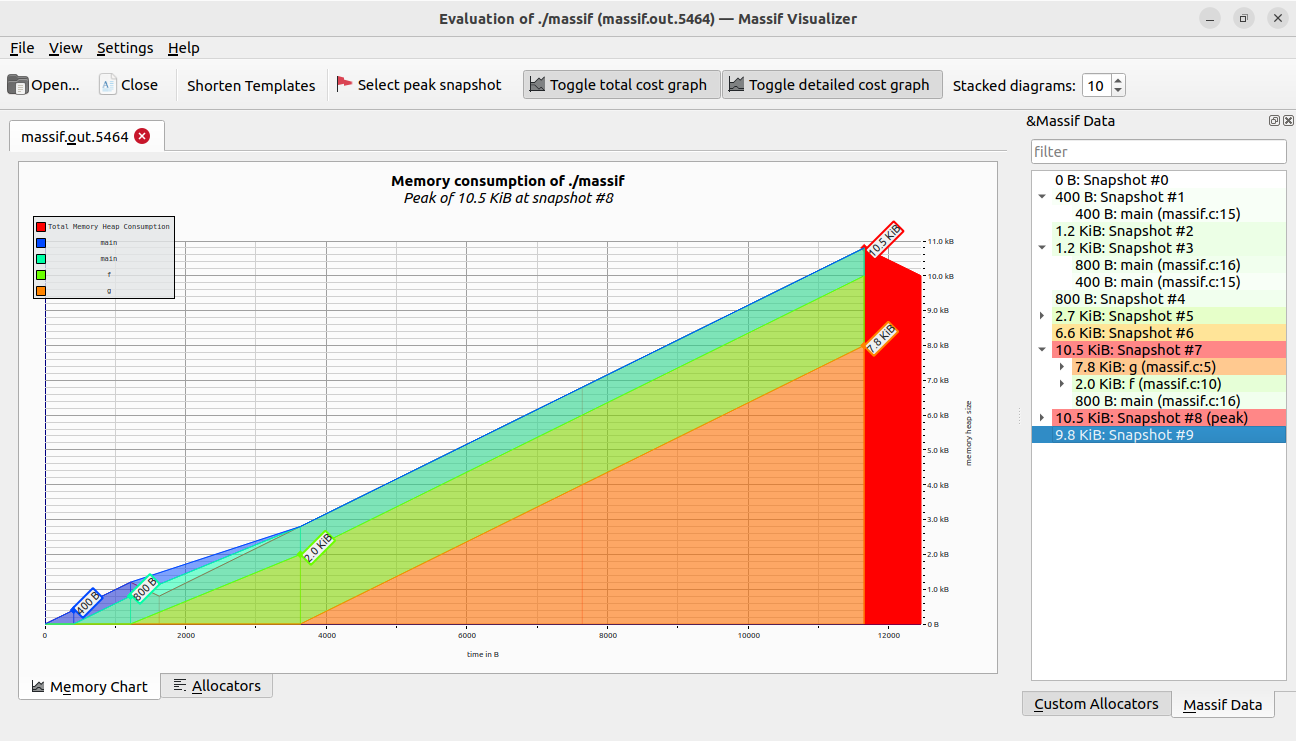 Evaluation of ./massif (massif.out.5464) — Massif Visualizer
File View Settings Help
Open... Close Shorten Templates Select peak snapshot Toggle total cost graph Toggle detailed cost graph Stacked diagrams: 10
massif.out.5464
Memory consumption of ./massif
Peak of 10.5 KiB at snapshot #8
Total Memory Heap Consumption
main
main
f
g
10.5 KiB
7.8 KiB
2.0 KiB
800 B
400 B
11.0 kB
10.0 kB
9.0 kB
8.0 kB
7.0 kB
6.0 kB
5.0 kB
4.0 kB
3.0 kB
2.0 kB
1.0 kB
0 B
memory heap size
0 2000 4000 6000 8000 10000 12000
time in B
Memory Chart Allocators
&Massif Data
filter
0 B: Snapshot #0
400 B: Snapshot #1
400 B: main (massif.c:15)
1.2 KiB: Snapshot #2
1.2 KiB: Snapshot #3
800 B: main (massif.c:16)
400 B: main (massif.c:15)
800 B: Snapshot #4
2.7 KiB: Snapshot #5
6.6 KiB: Snapshot #6
10.5 KiB: Snapshot #7
7.8 KiB: g (massif.c:5)
2.0 KiB: f (massif.c:10)
800 B: main (massif.c:16)
10.5 KiB: Snapshot #8 (peak)
9.8 KiB: Snapshot #9
Custom Allocators Massif Data